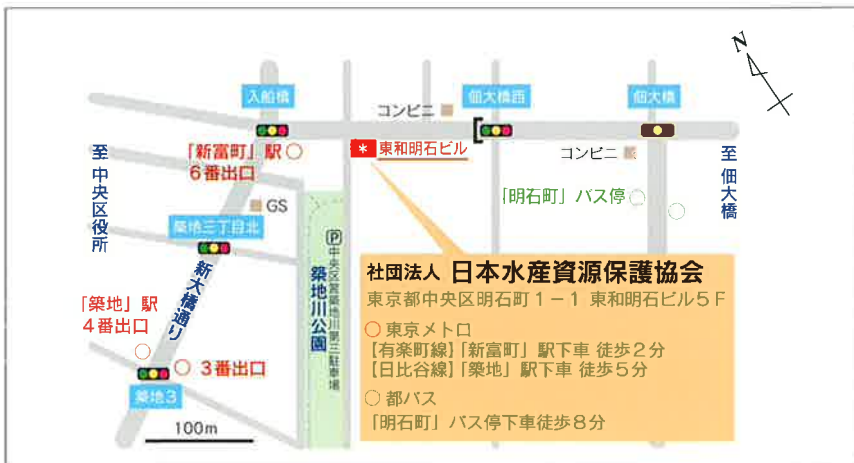 N
入船橋
コンビニ
佃大橋西
佃大橋
至 中央区役所
「新富町」駅
6番出口
* 東和明石ビル
コンビニ
至 佃大橋
GS
「明石町」バス停
築地三丁目北
新大橋通り
P 中央区営築地川第三駐車場
築地川公園
「築地」駅
4番出口
3番出口
築地3
100m
社団法人 日本水産資源保護協会
東京都中央区明石町1-1 東和明石ビル5F
東京メトロ
【有楽町線】「新富町」駅下車 徒歩2分
【日比谷線】「築地」駅下車 徒歩5分
都バス
「明石町」バス停下車徒歩8分